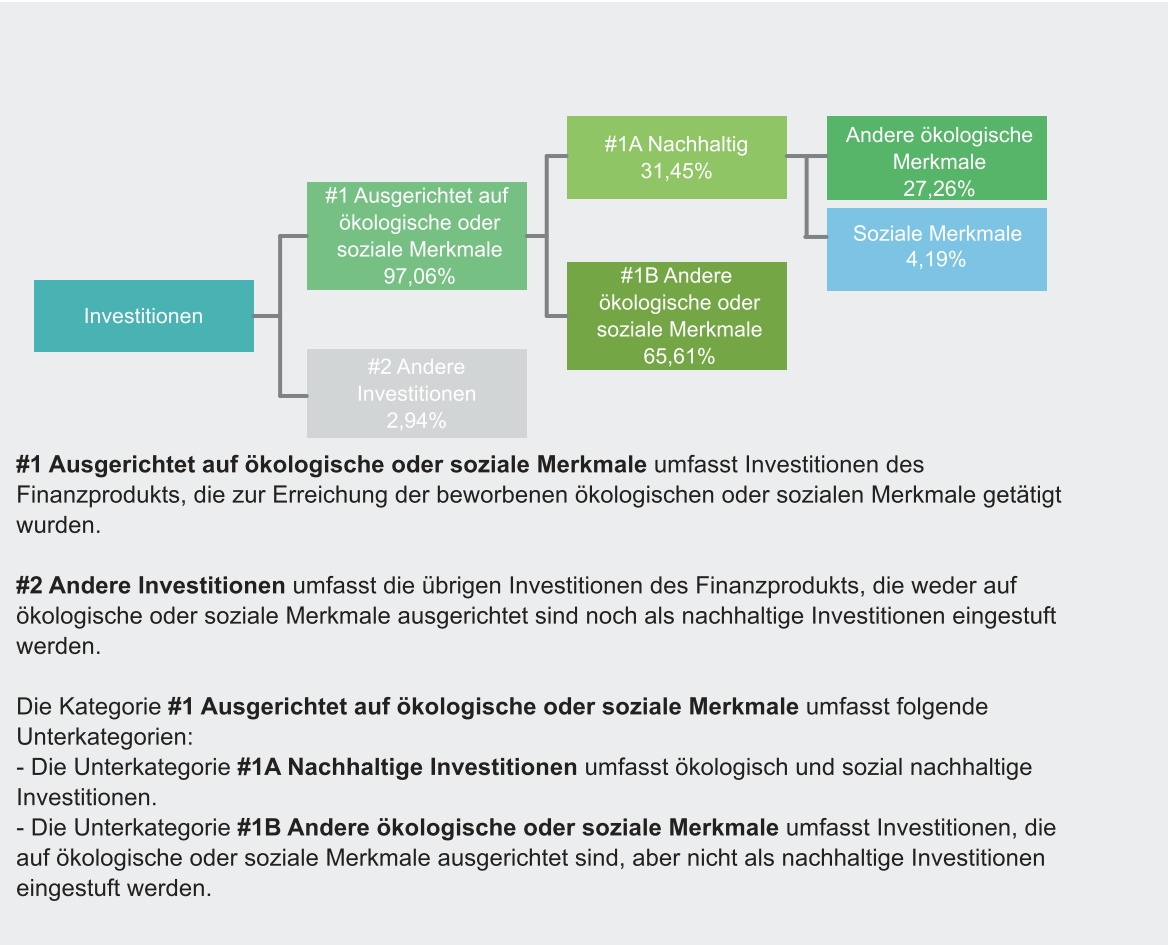 Investitionen
#1 Ausgerichtet auf
ökologische oder
soziale Merkmale
97,06%
#2 Andere
Investitionen
2,94%
#1A Nachhaltig
31,45%
#1B Andere
ökologische oder
soziale Merkmale
65,61%
Andere ökologische
Merkmale
27,26%
Soziale Merkmale
4,19%
#1 Ausgerichtet auf ökologische oder soziale Merkmale umfasst Investitionen des
Finanzprodukts, die zur Erreichung der beworbenen ökologischen oder sozialen Merkmale getätigt
wurden.
#2 Andere Investitionen umfasst die übrigen Investitionen des Finanzprodukts, die weder auf
ökologische oder soziale Merkmale ausgerichtet sind noch als nachhaltige Investitionen eingestuft
werden.
Die Kategorie #1 Ausgerichtet auf ökologische oder soziale Merkmale umfasst folgende
Unterkategorien:
- Die Unterkategorie #1A Nachhaltige Investitionen umfasst ökologisch und sozial nachhaltige
Investitionen.
- Die Unterkategorie #1B Andere ökologische oder soziale Merkmale umfasst Investitionen, die
auf ökologische oder soziale Merkmale ausgerichtet sind, aber nicht als nachhaltige Investitionen
eingestuft werden.